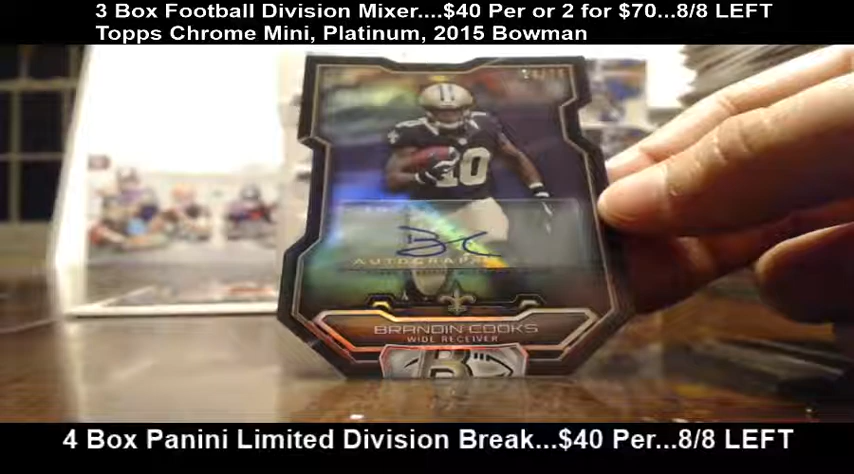 3 Box Football Division Mixer....$40 Per or 2 for $70...8/8 LEFT
Topps Chrome Mini, Platinum, 2015 Bowman
10
AUTOGRAPH
BRANDIN COOKS
WIDE RECEIVER
B
4 Box Panini Limited Division Break...$40 Per...8/8 LEFT